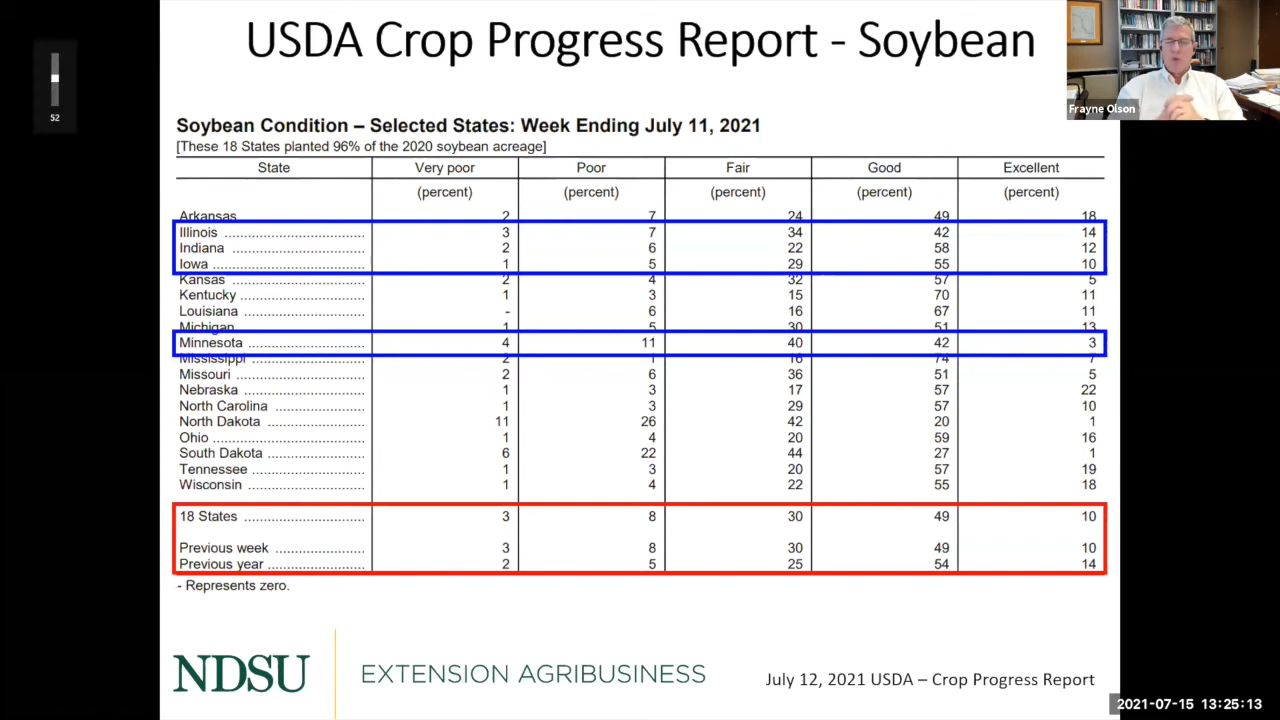 USDA Crop Progress Report - Soybean
52
Frayne Olson
Soybean Condition – Selected States: Week Ending July 11, 2021
[These 18 States planted 96% of the 2020 soybean acreage]
State Very poor Poor Fair Good Excellent
(percent) (percent) (percent) (percent) (percent)
Arkansas 2 7 24 49 18
Illinois .................................. 3 7 34 42 14
Indiana ................................ 2 6 22 58 12
Iowa ..................................... 1 5 29 55 10
Kansas ................................ 2 4 32 57 5
Kentucky ............................. 1 3 15 70 11
Louisiana ............................ - 6 16 67 11
Michigan 1 5 30 51 13
Minnesota ........................... 4 11 40 42 3
Mississippi ........................... 2 1 16 74 7
Missouri ............................... 2 6 36 51 5
Nebraska ............................. 1 3 17 57 22
North Carolina ..................... 1 3 29 57 10
North Dakota ....................... 11 26 42 20 1
Ohio ..................................... 1 4 20 59 16
South Dakota ....................... 6 22 44 27 1
Tennessee ........................... 1 3 20 57 19
Wisconsin ............................ 1 4 22 55 18
18 States ............................. 3 8 30 49 10
Previous week ..................... 3 8 30 49 10
Previous year ....................... 2 5 25 54 14
- Represents zero.
NDSU EXTENSION AGRIBUSINESS
July 12, 2021 USDA – Crop Progress Report
2021-07-15 13:25:13